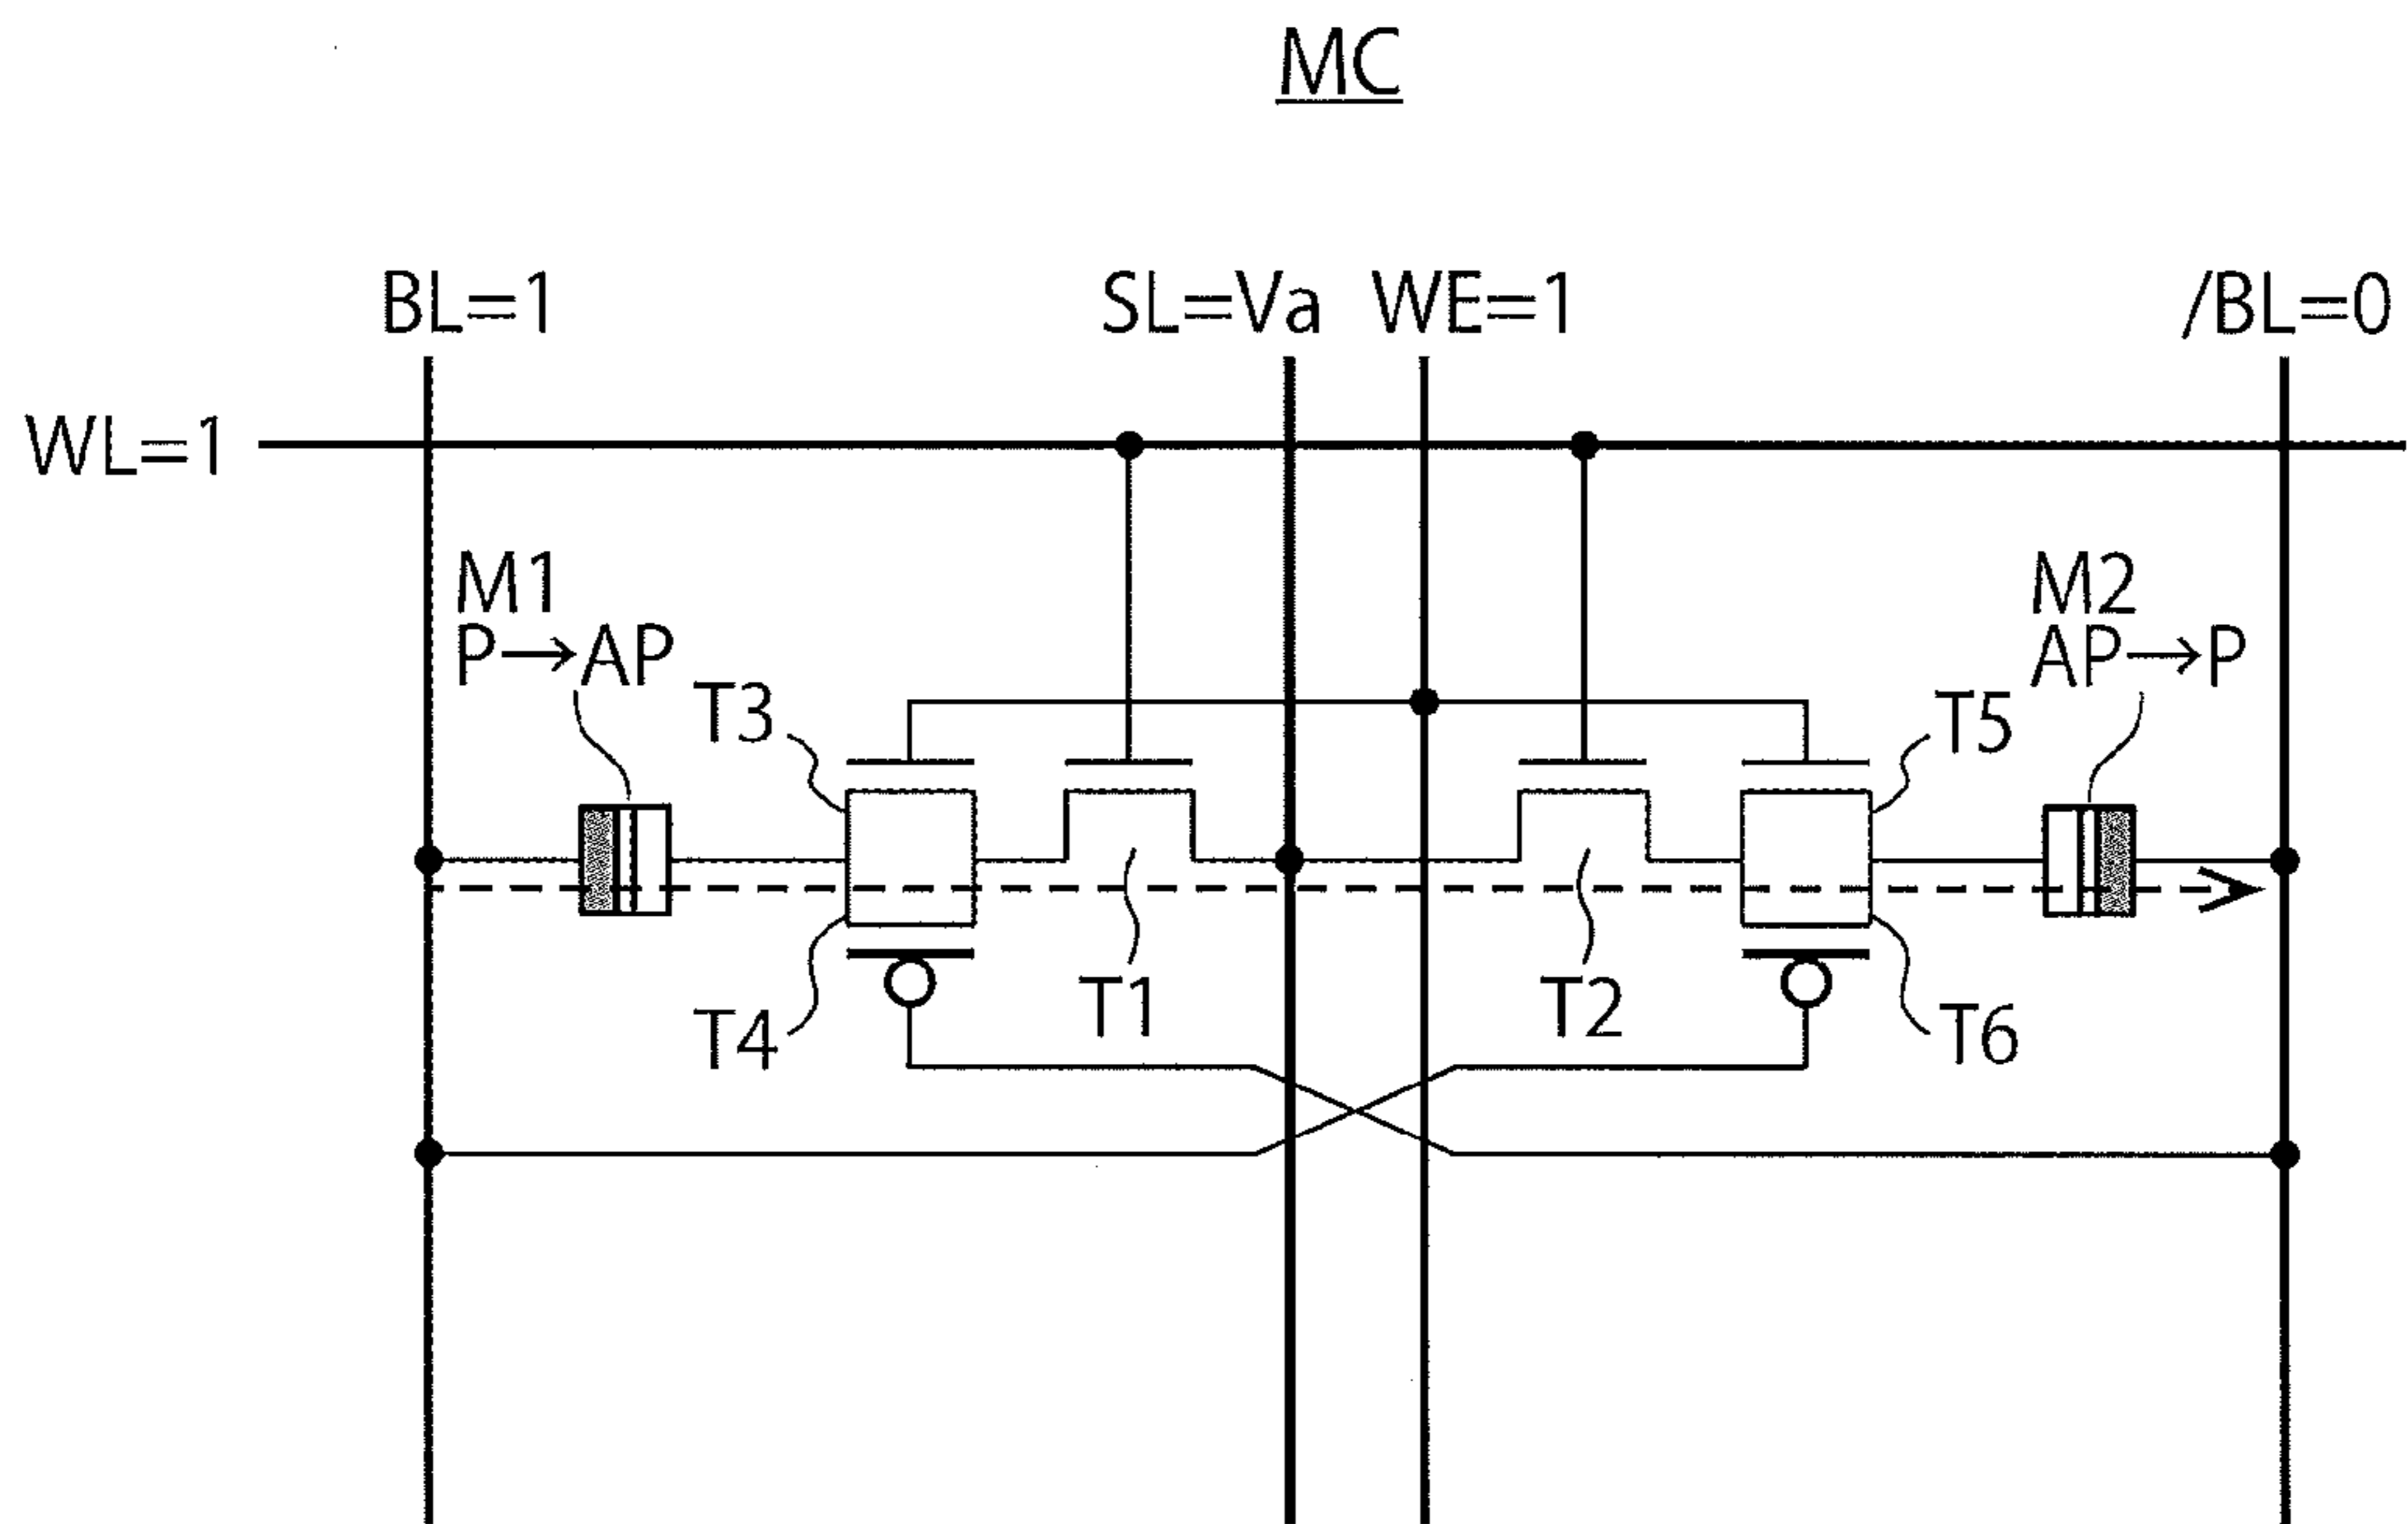 MC
BL=1
SL=Va
WE=1
/BL=0
WL=1
M1
P→AP
M2
AP→P
T3
T5
T4
T1
T2
T6